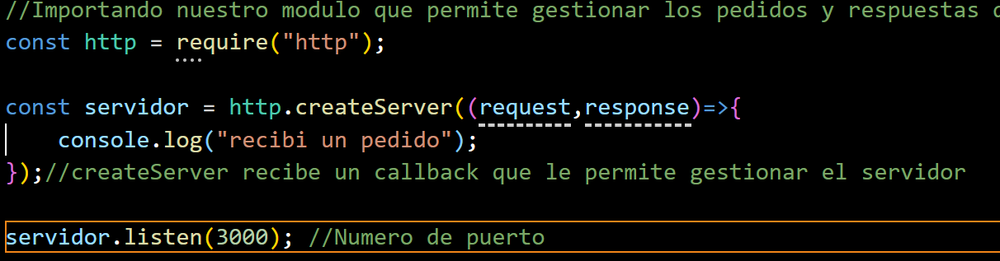 //Importando nuestro modulo que permite gestionar los pedidos y respuestas
const http = require("http");
const servidor = http.createServer((request,response)=>{
    console.log("recibi un pedido");
});//createServer recibe un callback que le permite gestionar el servidor
servidor.listen(3000); //Numero de puerto